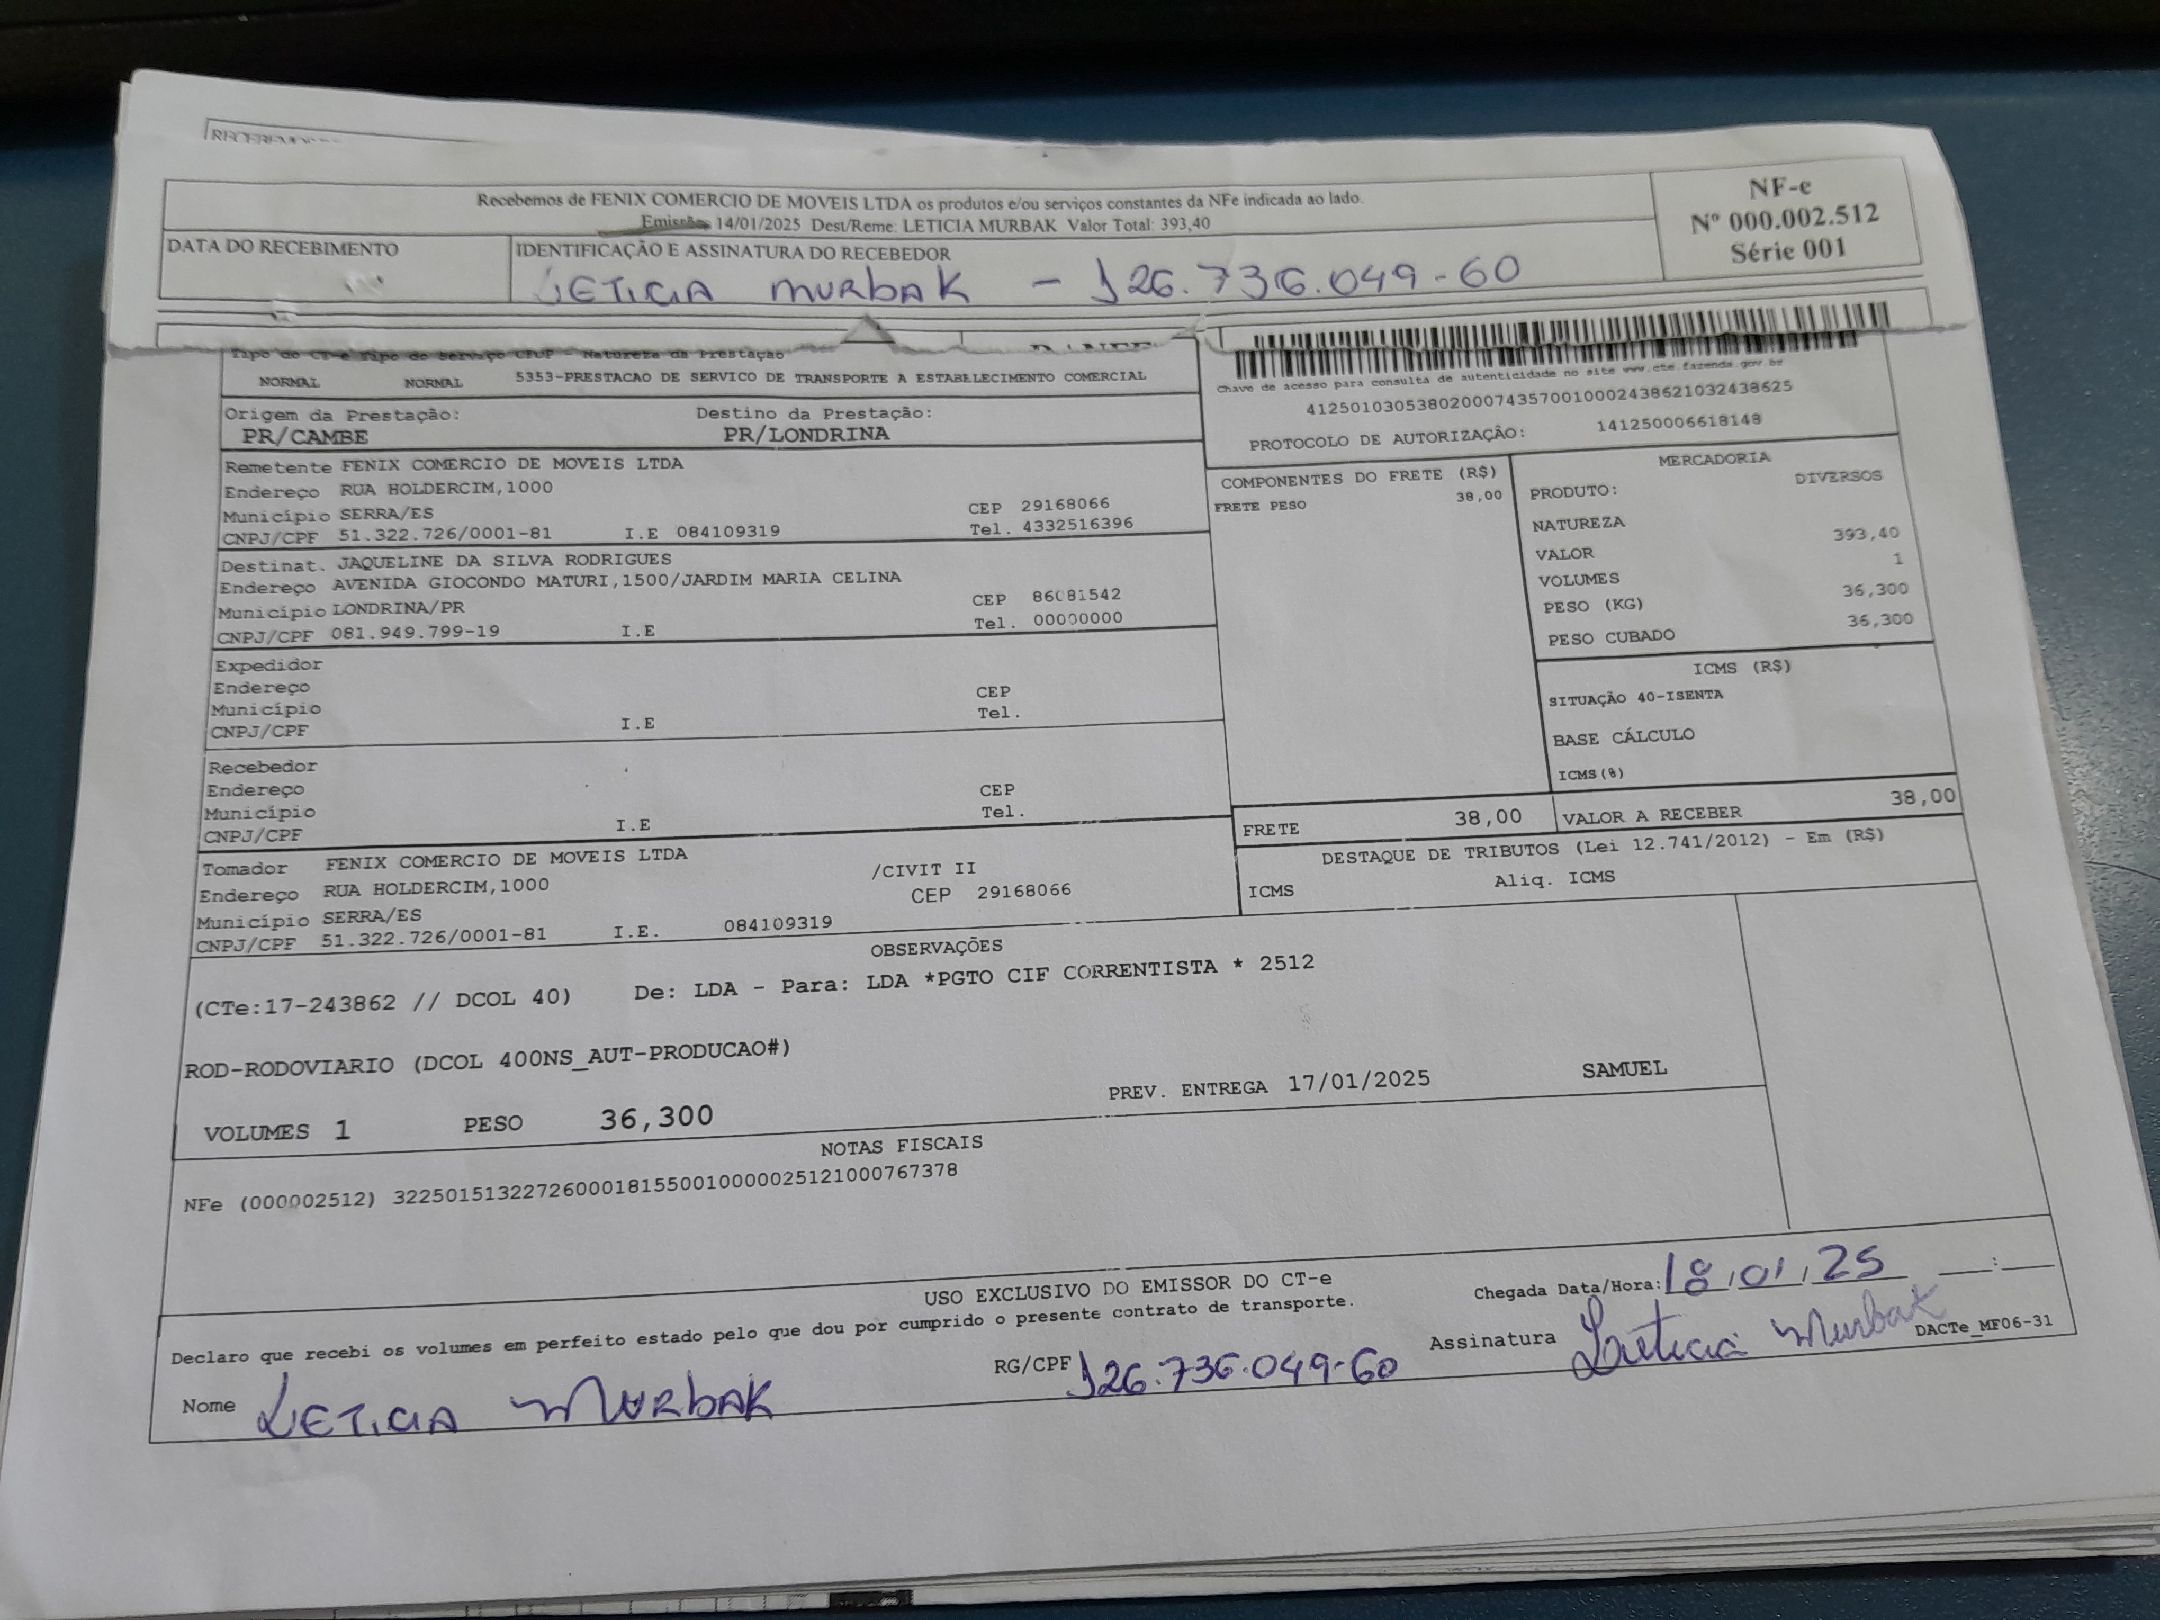 Recebemos de FENIX COMERCIO DE MOVEIS LTDA os produtos e/ou serviços constantes da NFe indicada ao lado.
Emissão 14/01/2025 Dest/Reme: LETICIA MURBAK Valor Total: 393,40
NF-e
Nº 000.002.512
Série 001
DATA DO RECEBIMENTO
IDENTIFICAÇÃO E ASSINATURA DO RECEBEDOR
LETICIA MURBAK - 126.736.049-60
Tipo do CT-e Tipo do Serviço CFOP - Natureza da Prestação
NORMAL NORMAL 5353-PRESTACAO DE SERVICO DE TRANSPORTE A ESTABELECIMENTO COMERCIAL
Chave de acesso para consulta de autenticidade no site www.cte.fazenda.gov.br
41250103053802000743570010002438621032438625
PROTOCOLO DE AUTORIZAÇÃO: 141250006618148
Origem da Prestação: Destino da Prestação:
PR/CAMBE PR/LONDRINA
Remetente FENIX COMERCIO DE MOVEIS LTDA
Endereço RUA HOLDERCIM,1000
Município SERRA/ES CEP 29168066
CNPJ/CPF 51.322.726/0001-81 I.E 084109319 Tel. 4332516396
Destinat. JAQUELINE DA SILVA RODRIGUES
Endereço AVENIDA GIOCONDO MATURI,1500/JARDIM MARIA CELINA
Município LONDRINA/PR CEP 86081542
CNPJ/CPF 081.949.799-19 I.E Tel. 00000000
Expedidor
Endereço
Município CEP
CNPJ/CPF I.E Tel.
Recebedor
Endereço
Município CEP
CNPJ/CPF I.E Tel.
Tomador FENIX COMERCIO DE MOVEIS LTDA
Endereço RUA HOLDERCIM,1000 /CIVIT II
Município SERRA/ES CEP 29168066
CNPJ/CPF 51.322.726/0001-81 I.E. 084109319
COMPONENTES DO FRETE (R$)
FRETE PESO 38,00
MERCADORIA
PRODUTO: DIVERSOS
NATUREZA
VALOR 393,40
VOLUMES 1
PESO (KG) 36,300
PESO CUBADO 36,300
ICMS (R$)
SITUAÇÃO 40-ISENTA
BASE CÁLCULO
ICMS(%)
FRETE 38,00 VALOR A RECEBER 38,00
DESTAQUE DE TRIBUTOS (Lei 12.741/2012) - Em (R$)
ICMS Aliq. ICMS
OBSERVAÇÕES
(CTe:17-243862 // DCOL 40) De: LDA - Para: LDA *PGTO CIF CORRENTISTA * 2512
ROD-RODOVIARIO (DCOL 400NS_AUT-PRODUCAO#)
PREV. ENTREGA 17/01/2025 SAMUEL
VOLUMES 1 PESO 36,300
NOTAS FISCAIS
NFe (000002512) 32250151322726000181550010000025121000767378
USO EXCLUSIVO DO EMISSOR DO CT-e
Declaro que recebi os volumes em perfeito estado pelo que dou por cumprido o presente contrato de transporte.
Chegada Data/Hora: 18/01/25 __:__
Nome LETICIA MURBAK RG/CPF 126.736.049-60 Assinatura Leticia Murbak
DACTe_MF06-31